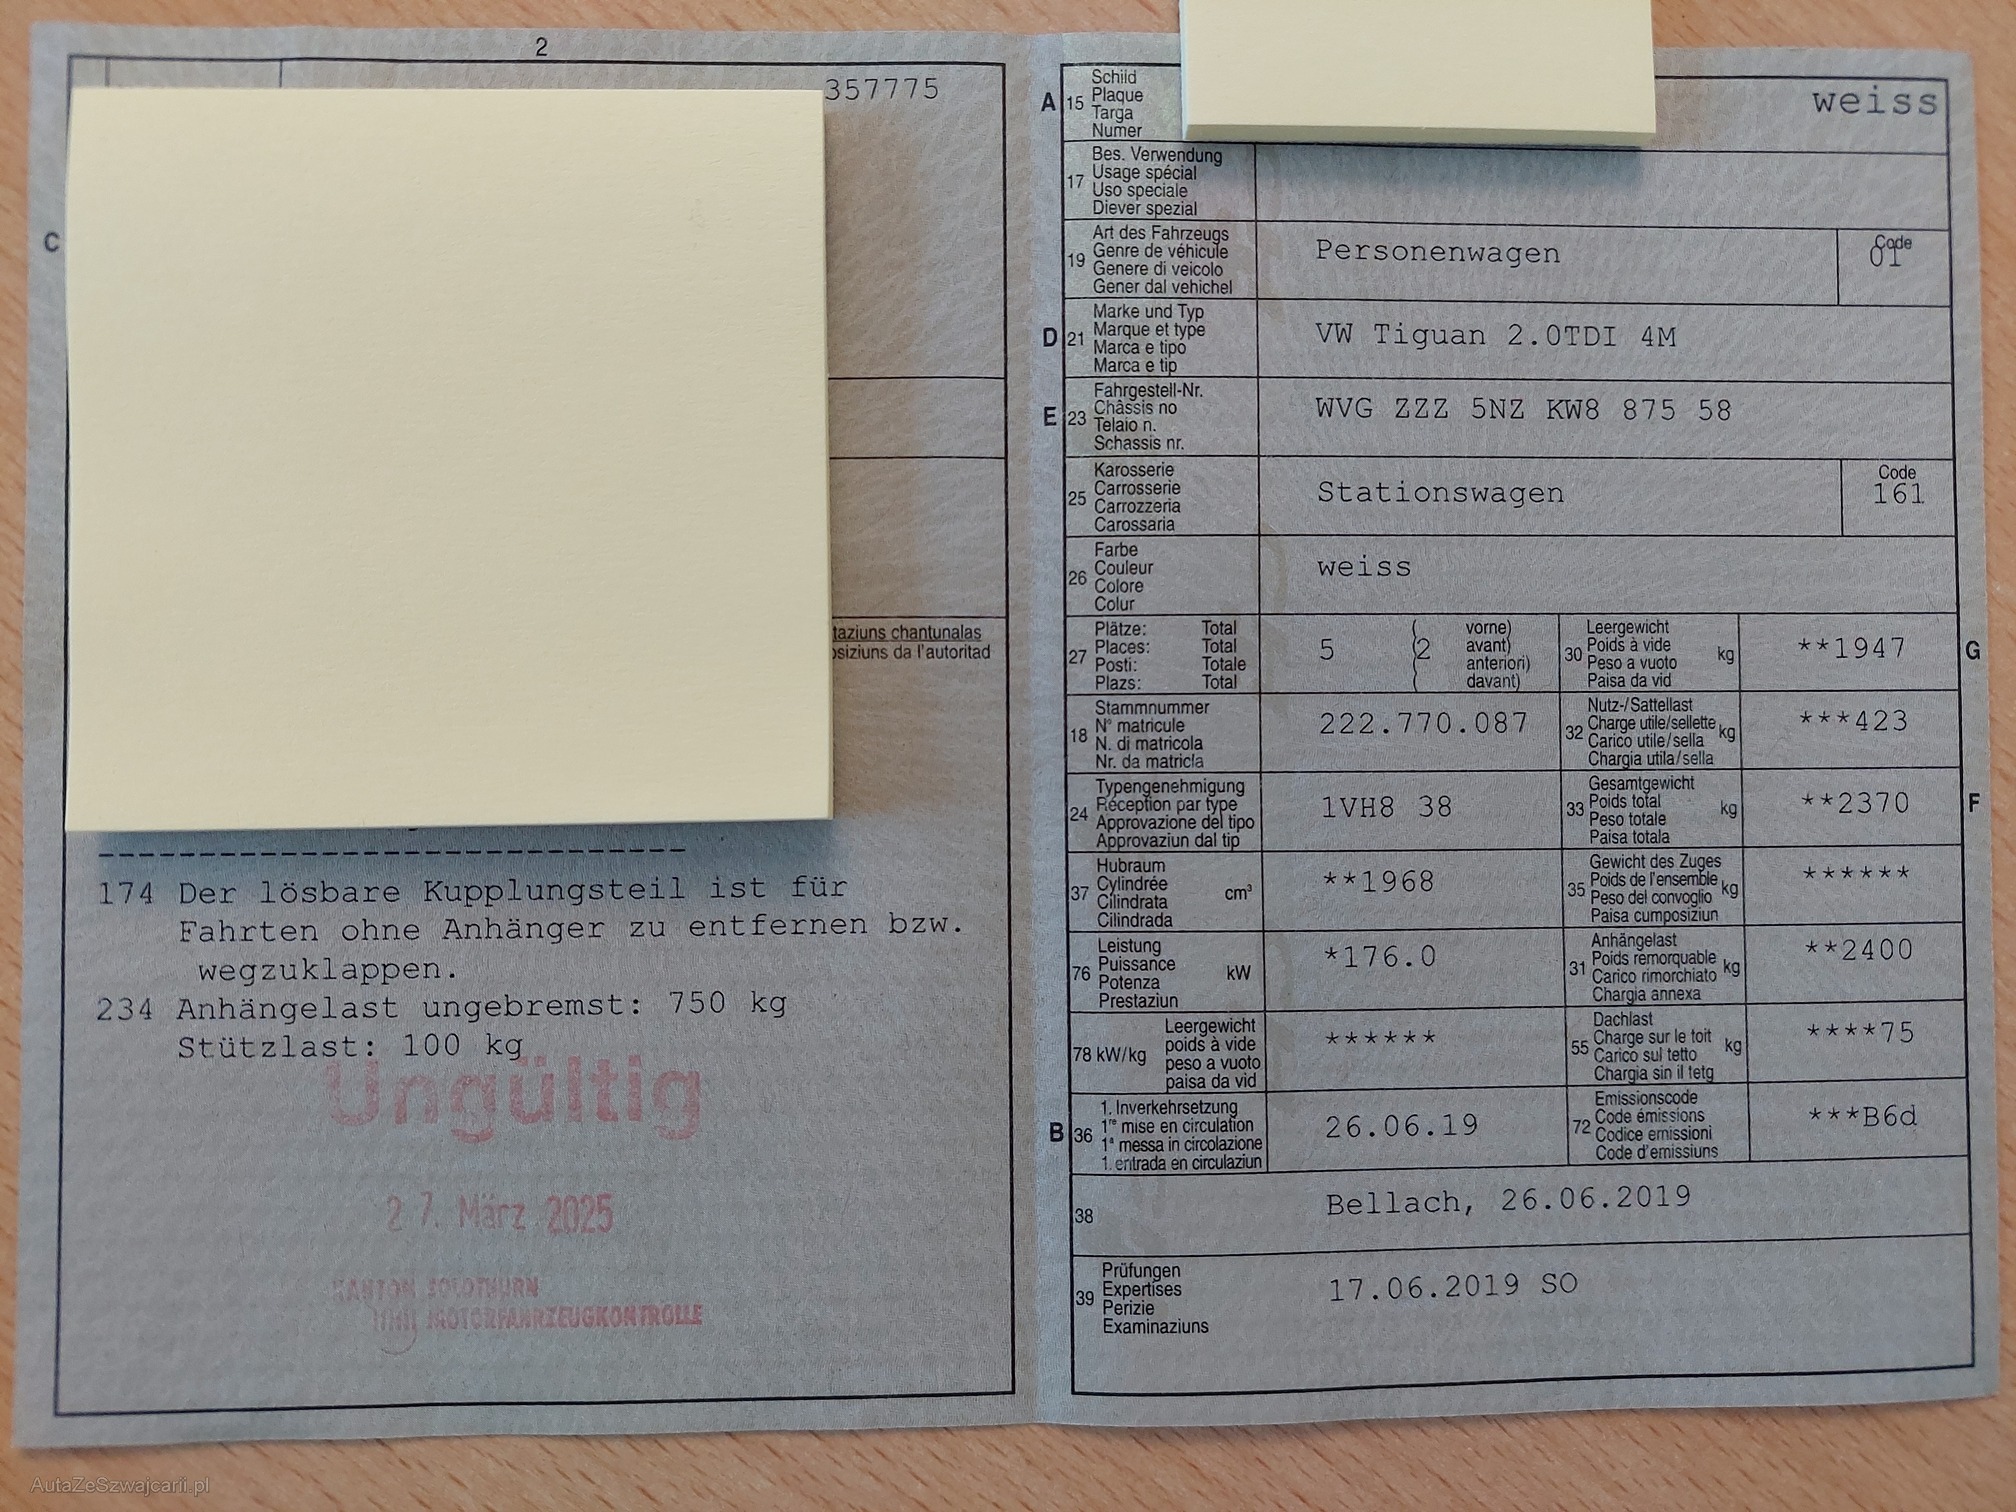 2
357775
C
taziuns chantunalas
osiziuns da l'autoritad
------------------------------
174 Der lösbare Kupplungsteil ist für
Fahrten ohne Anhänger zu entfernen bzw.
wegzuklappen.
234 Anhängelast ungebremst: 750 kg
Stützlast: 100 kg
Ungültig
27. März 2025
KANTON SOLOTHURN
MOTORFAHRZEUGKONTROLLE
A 15 Schild
Plaque
Targa
Numer
weiss
17 Bes. Verwendung
Usage spécial
Uso speciale
Diever spezial
19 Art des Fahrzeugs
Genre de véhicule
Genere di veicolo
Gener dal vehichel
Personenwagen
Code
01
D 21 Marke und Typ
Marque et type
Marca e tipo
Marca e tip
VW Tiguan 2.0TDI 4M
E 23 Fahrgestell-Nr.
Châssis no
Telaio n.
Schassis nr.
WVG ZZZ 5NZ KW8 875 58
25 Karosserie
Carrosserie
Carrozzeria
Carossaria
Stationswagen
Code
161
26 Farbe
Couleur
Colore
Colur
weiss
27 Plätze: Total
Places: Total
Posti: Totale
Plazs: Total
5 (2 vorne)
avant)
anteriori)
davant)
30 Leergewicht
Poids à vide
Peso a vuoto
Paisa da vid
kg
**1947
G
18 Stammnummer
N° matricule
N. di matricola
Nr. da matricla
222.770.087
32 Nutz-/Sattellast
Charge utile/sellette
Carico utile/sella
Chargia utila/sella
kg
***423
24 Typengenehmigung
Réception par type
Approvazione del tipo
Approvaziun dal tip
1VH8 38
33 Gesamtgewicht
Poids total
Peso totale
Paisa totala
kg
**2370
F
37 Hubraum
Cylindrée
Cilindrata
Cilindrada
cm³
**1968
35 Gewicht des Zuges
Poids de l'ensemble
Peso del convoglio
Paisa cumposiziun
kg
******
76 Leistung
Puissance
Potenza
Prestaziun
kW
*176.0
31 Anhängelast
Poids remorquable
Carico rimorchiato
Chargia annexa
kg
**2400
78 kW/kg Leergewicht
poids à vide
peso a vuoto
paisa da vid
******
55 Dachlast
Charge sur le toit
Carico sul tetto
Chargia sin il tetg
kg
****75
B 36 1. Inverkehrsetzung
1re mise en circulation
1a messa in circolazione
1. entrada en circulaziun
26.06.19
72 Emissionscode
Code émissions
Codice emissioni
Code d'emissiuns
***B6d
38 Bellach, 26.06.2019
39 Prüfungen
Expertises
Perizie
Examinaziuns
17.06.2019 SO
AutaZeSzwajcarii.pl